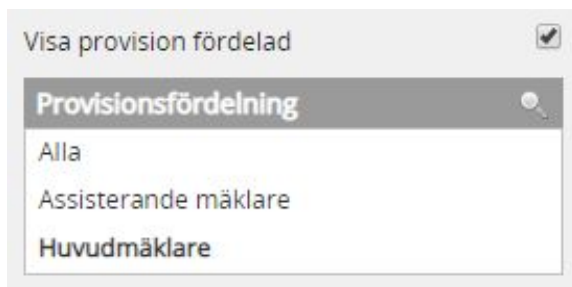 Visa provision fördelad
Provisionsfördelning
Alla
Assisterande mäklare
Huvudmäklare